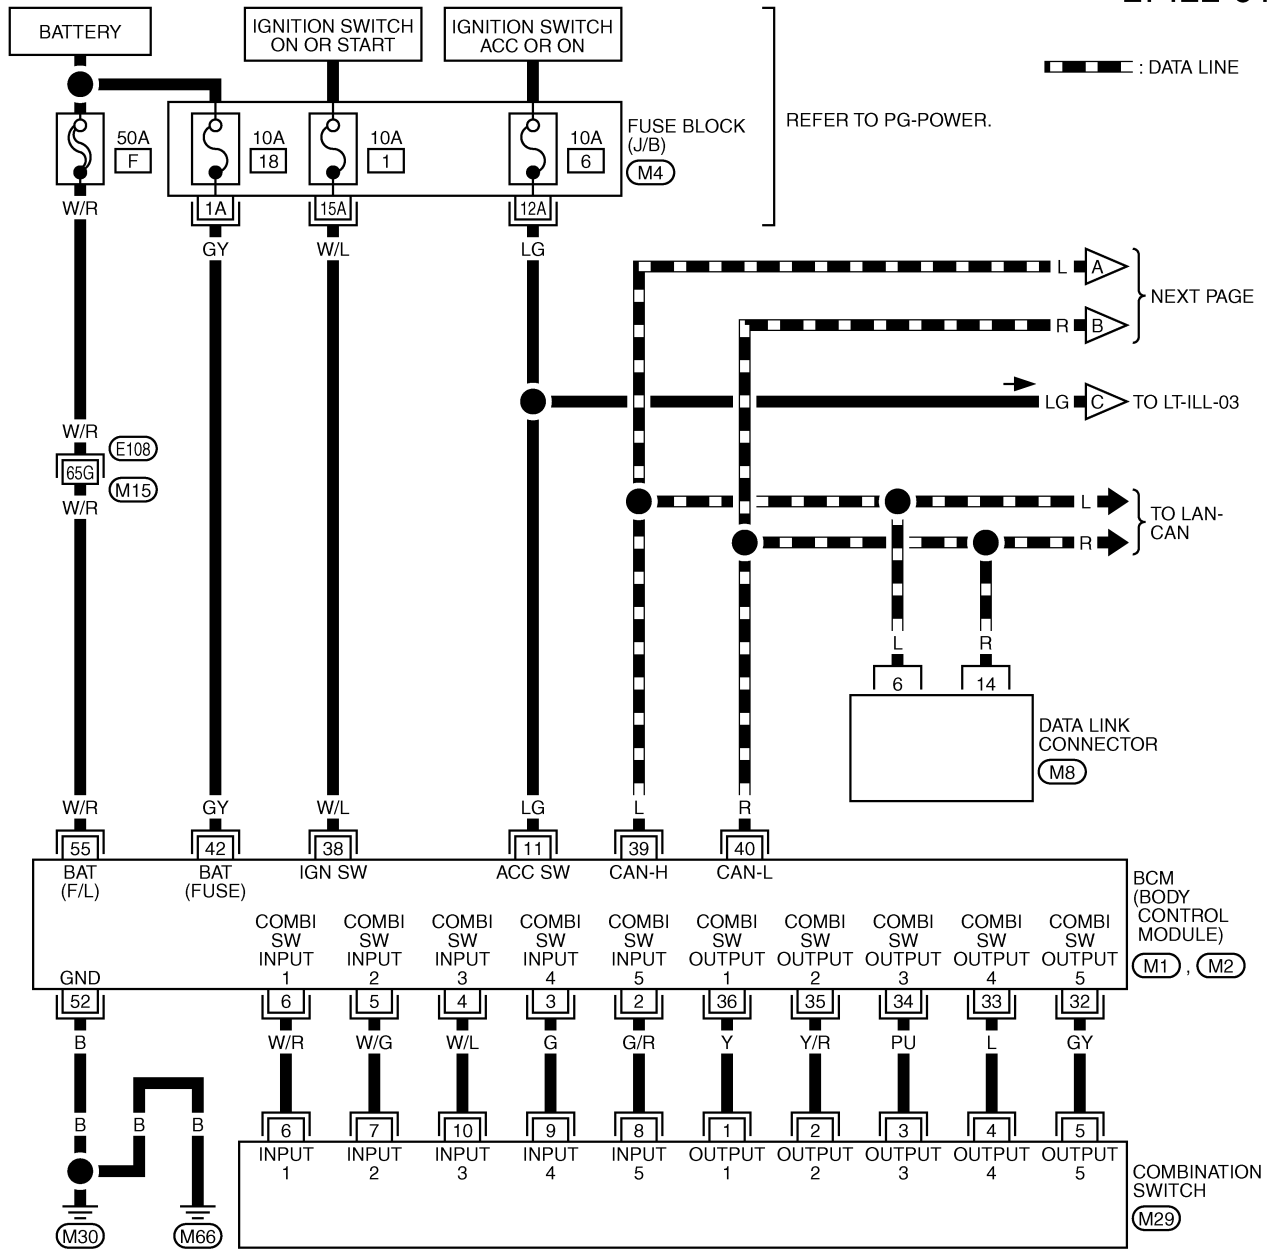 BATTERY
IGNITION SWITCH
ON OR START
IGNITION SWITCH
ACC OR ON
: DATA LINE
REFER TO PG-POWER.
50A
F
10A
18
10A
1
10A
6
FUSE BLOCK
(J/B)
M4
W/R
1A
15A
12A
GY
W/L
LG
L
A
R
B
NEXT PAGE
LG
C
TO LT-ILL-03
W/R
E108
65G
M15
W/R
L
R
TO LAN-
CAN
L
R
6
14
DATA LINK
CONNECTOR
M8
W/R
GY
W/L
LG
L
R
55
42
38
11
39
40
BAT
(F/L)
BAT
(FUSE)
IGN SW
ACC SW
CAN-H
CAN-L
BCM
(BODY
CONTROL
MODULE)
M1 , M2
COMBI
SW
INPUT
1
COMBI
SW
INPUT
2
COMBI
SW
INPUT
3
COMBI
SW
INPUT
4
COMBI
SW
INPUT
5
COMBI
SW
OUTPUT
1
COMBI
SW
OUTPUT
2
COMBI
SW
OUTPUT
3
COMBI
SW
OUTPUT
4
COMBI
SW
OUTPUT
5
GND
52
6
5
4
3
2
36
35
34
33
32
B
W/R
W/G
W/L
G
G/R
Y
Y/R
PU
L
GY
B
B
B
6
7
10
9
8
1
2
3
4
5
INPUT
1
INPUT
2
INPUT
3
INPUT
4
INPUT
5
OUTPUT
1
OUTPUT
2
OUTPUT
3
OUTPUT
4
OUTPUT
5
COMBINATION
SWITCH
M29
M30
M66